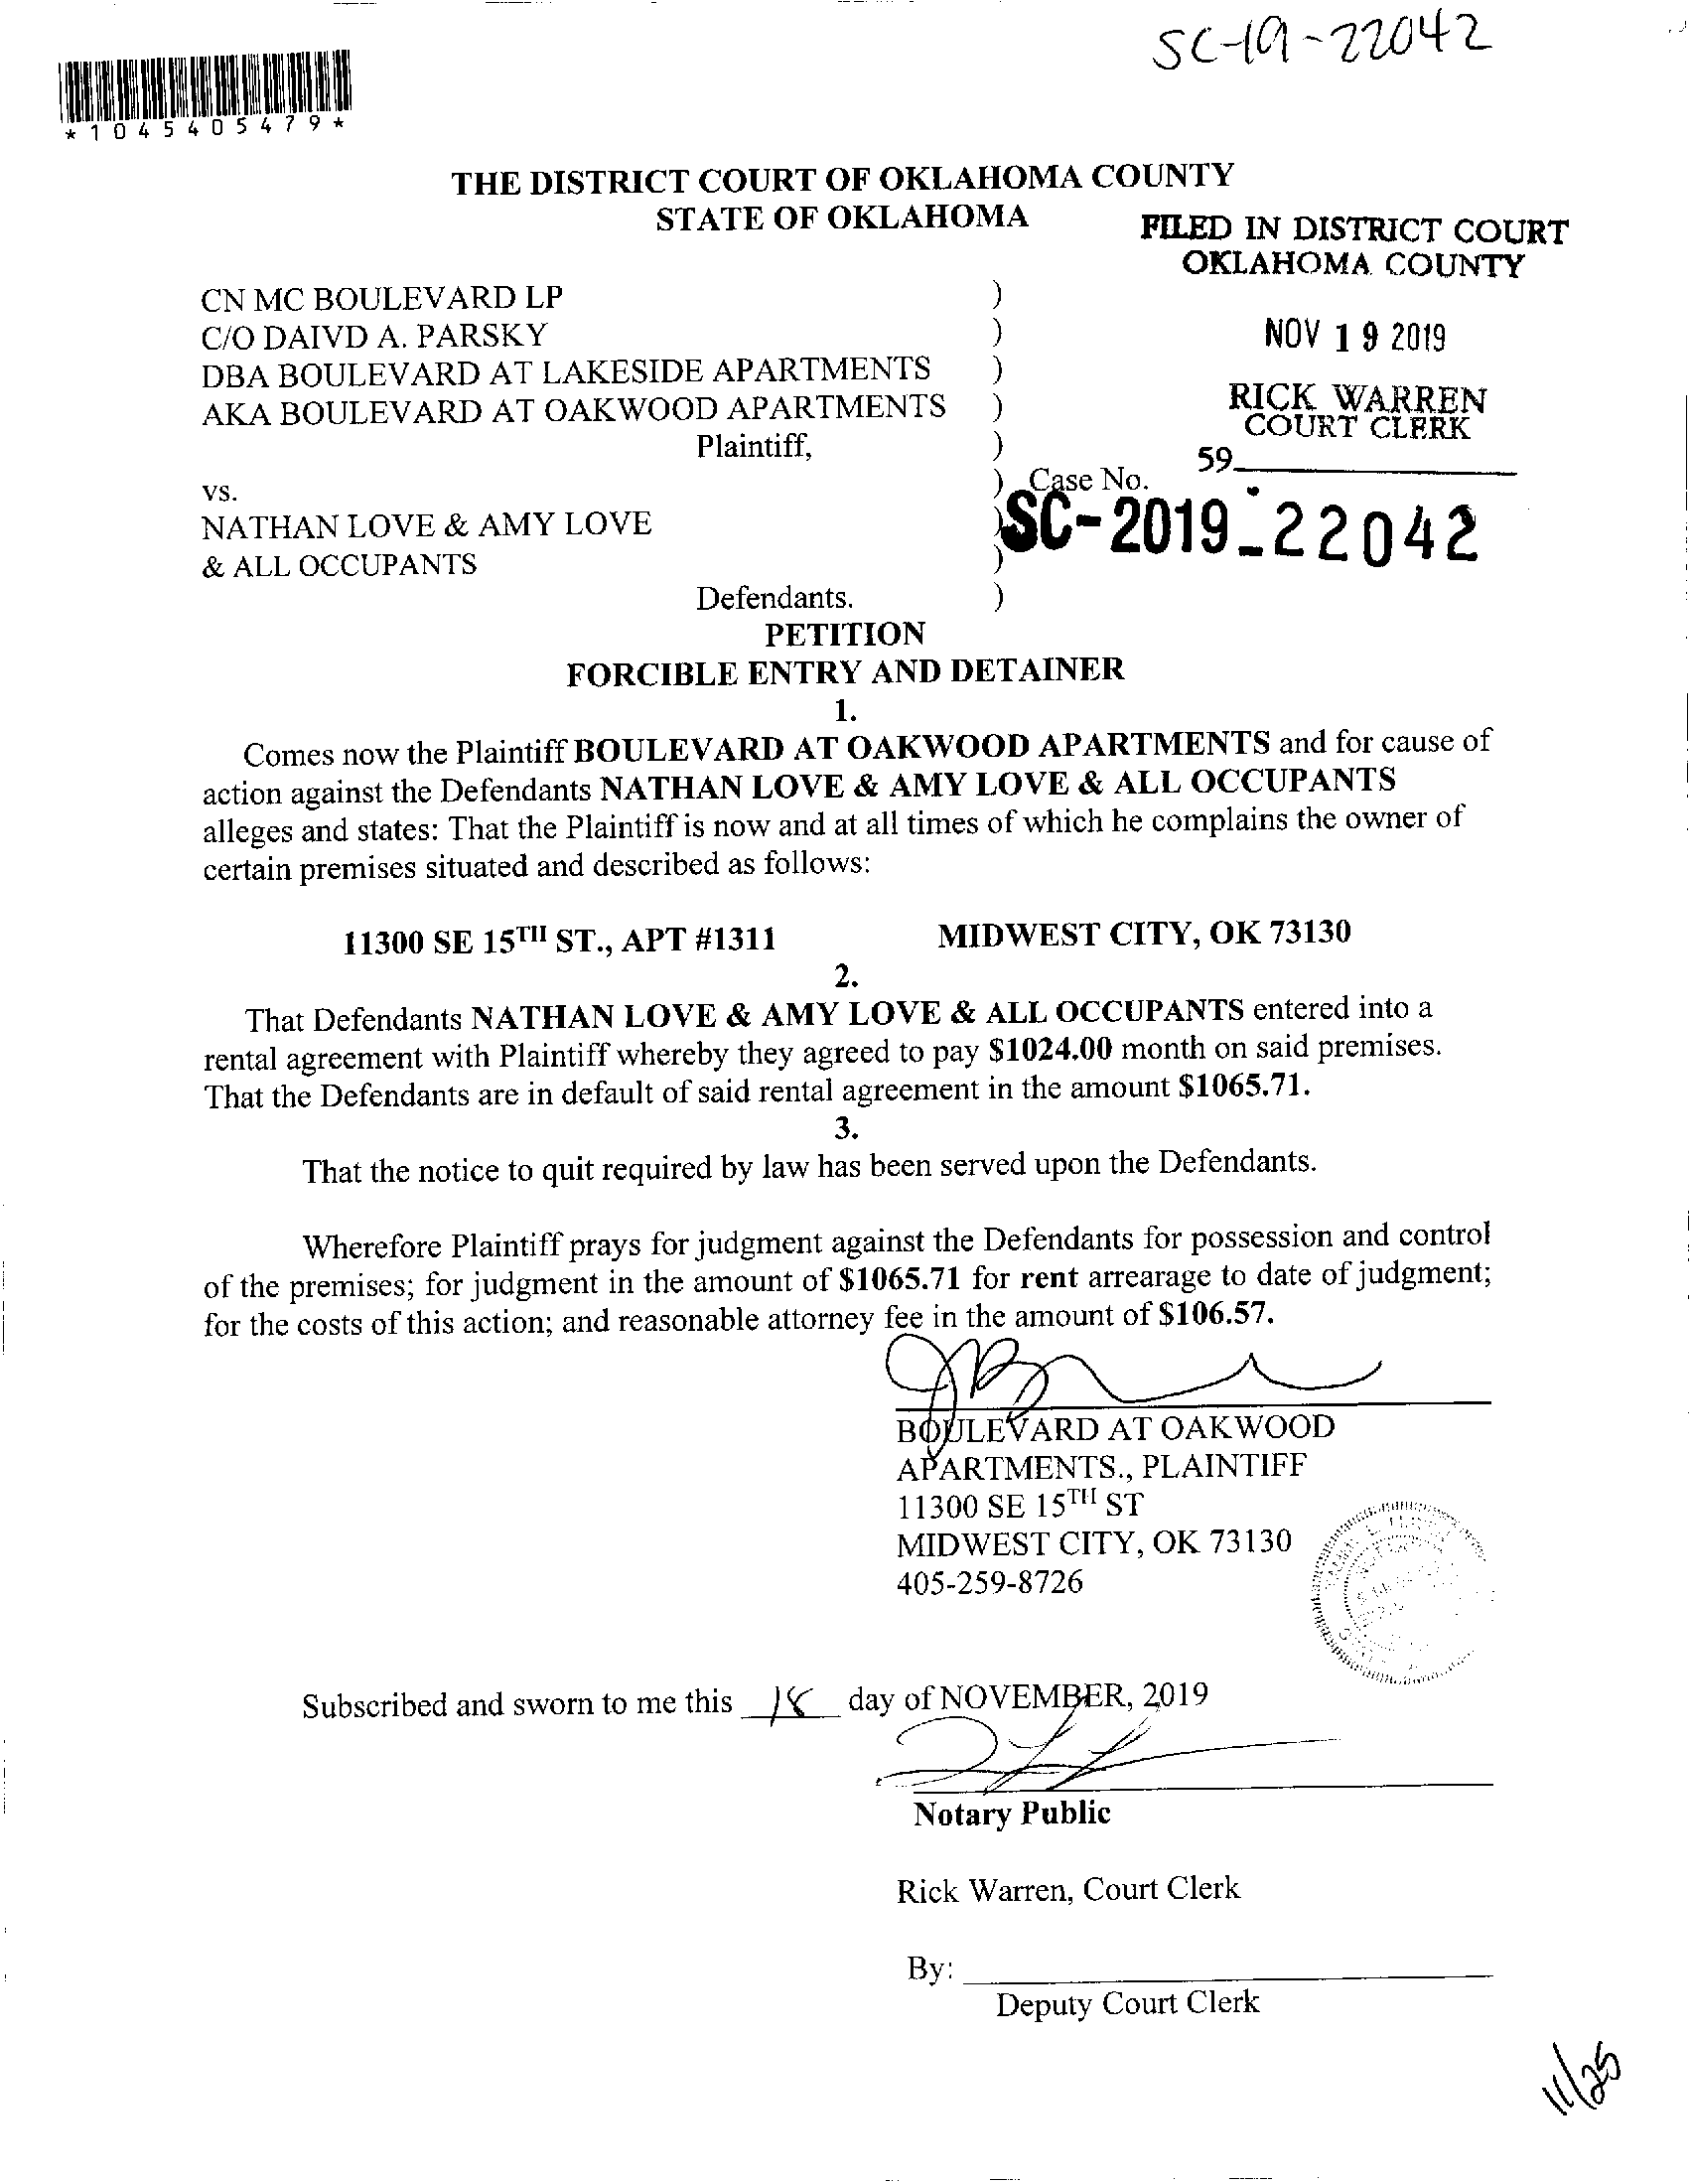 SC-19-22042
*1045405479*
THE DISTRICT COURT OF OKLAHOMA COUNTY
STATE OF OKLAHOMA
FILED IN DISTRICT COURT
OKLAHOMA COUNTY
NOV 19 2019
RICK WARREN
COURT CLERK
59
CN MC BOULEVARD LP )
C/O DAIVD A. PARSKY )
DBA BOULEVARD AT LAKESIDE APARTMENTS )
AKA BOULEVARD AT OAKWOOD APARTMENTS )
Plaintiff, )
vs. ) Case No.
NATHAN LOVE & AMY LOVE ) SC-2019-22042
& ALL OCCUPANTS )
Defendants. )
PETITION
FORCIBLE ENTRY AND DETAINER
1.
Comes now the Plaintiff BOULEVARD AT OAKWOOD APARTMENTS and for cause of
action against the Defendants NATHAN LOVE & AMY LOVE & ALL OCCUPANTS
alleges and states: That the Plaintiff is now and at all times of which he complains the owner of
certain premises situated and described as follows:
11300 SE 15TH ST., APT #1311 MIDWEST CITY, OK 73130
2.
That Defendants NATHAN LOVE & AMY LOVE & ALL OCCUPANTS entered into a
rental agreement with Plaintiff whereby they agreed to pay $1024.00 month on said premises.
That the Defendants are in default of said rental agreement in the amount $1065.71.
3.
That the notice to quit required by law has been served upon the Defendants.
Wherefore Plaintiff prays for judgment against the Defendants for possession and control
of the premises; for judgment in the amount of $1065.71 for rent arrearage to date of judgment;
for the costs of this action; and reasonable attorney fee in the amount of $106.57.
BOULEVARD AT OAKWOOD
APARTMENTS., PLAINTIFF
11300 SE 15TH ST
MIDWEST CITY, OK 73130
405-259-8726
Subscribed and sworn to me this 18 day of NOVEMBER, 2019
Notary Public
Rick Warren, Court Clerk
By:
Deputy Court Clerk
11/25